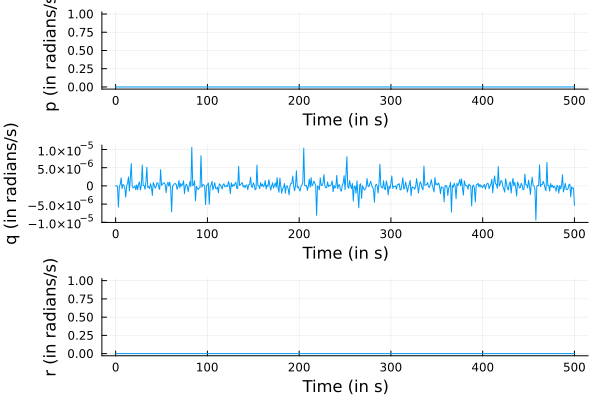 p (in radians/s)
1.00
0.75
0.50
0.25
0.00
0 100 200 300 400 500
Time (in s)
q (in radians/s)
1.0×10⁻⁵
5.0×10⁻⁶
0
−5.0×10⁻⁶
−1.0×10⁻⁵
0 100 200 300 400 500
Time (in s)
r (in radians/s)
1.00
0.75
0.50
0.25
0.00
0 100 200 300 400 500
Time (in s)